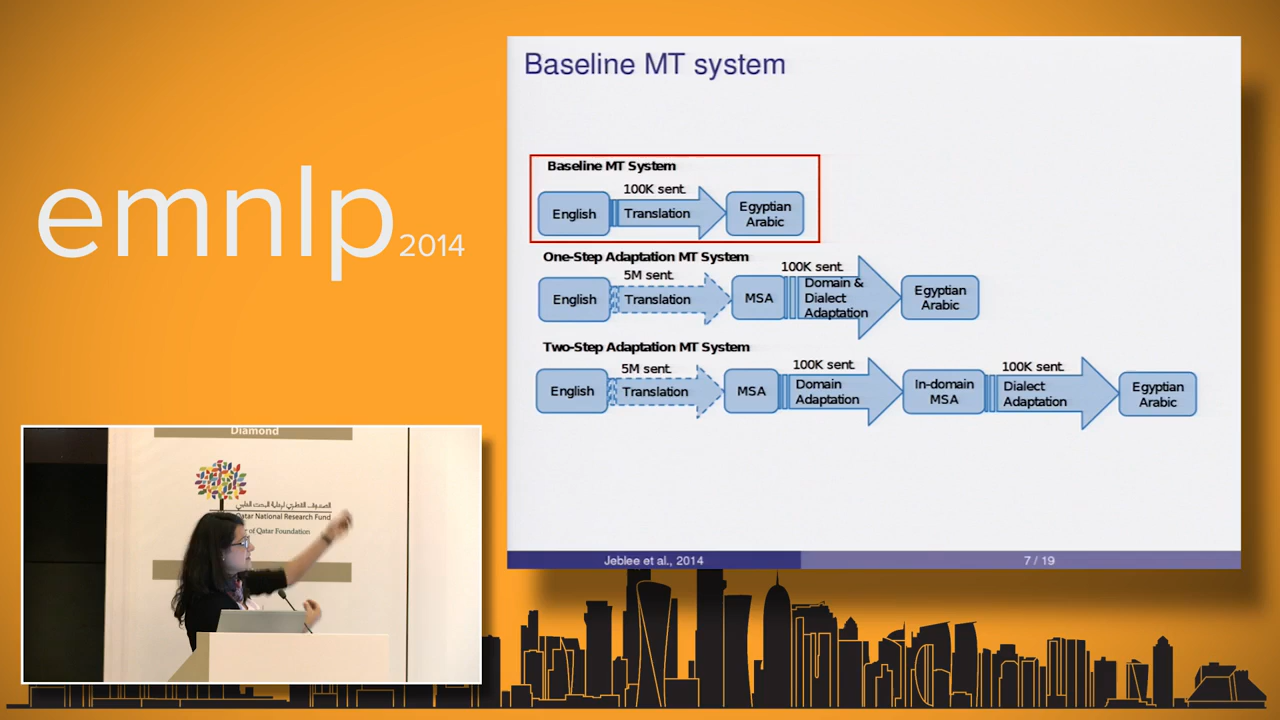 emnlp 2014
Baseline MT system
Baseline MT System
100K sent.
English
Translation
Egyptian
Arabic
One-Step Adaptation MT System
5M sent.
English
Translation
MSA
100K sent.
Domain &
Dialect
Adaptation
Egyptian
Arabic
Two-Step Adaptation MT System
5M sent.
English
Translation
MSA
100K sent.
Domain
Adaptation
In-domain
MSA
100K sent.
Dialect
Adaptation
Egyptian
Arabic
Jeblee et al., 2014
7 / 19
Diamond
الصندوق القطري لرعاية البحث العلمي
Qatar National Research Fund
of Qatar Foundation